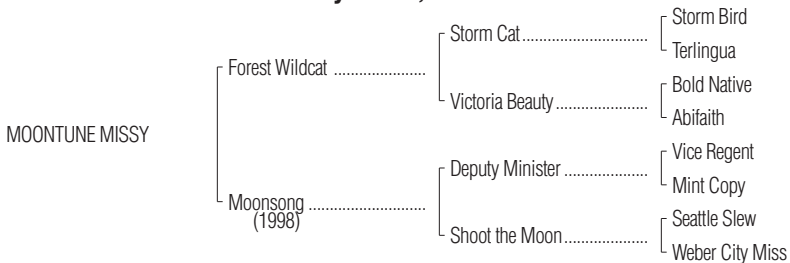 Storm Bird
Storm Cat........................
Terlingua
Forest Wildcat ......................
Bold Native
Victoria Beauty......................
Abifaith
MOONTUNE MISSY
Vice Regent
Deputy Minister ....................
Mint Copy
Moonsong ............................
(1998)
Seattle Slew
Shoot the Moon....................
Weber City Miss